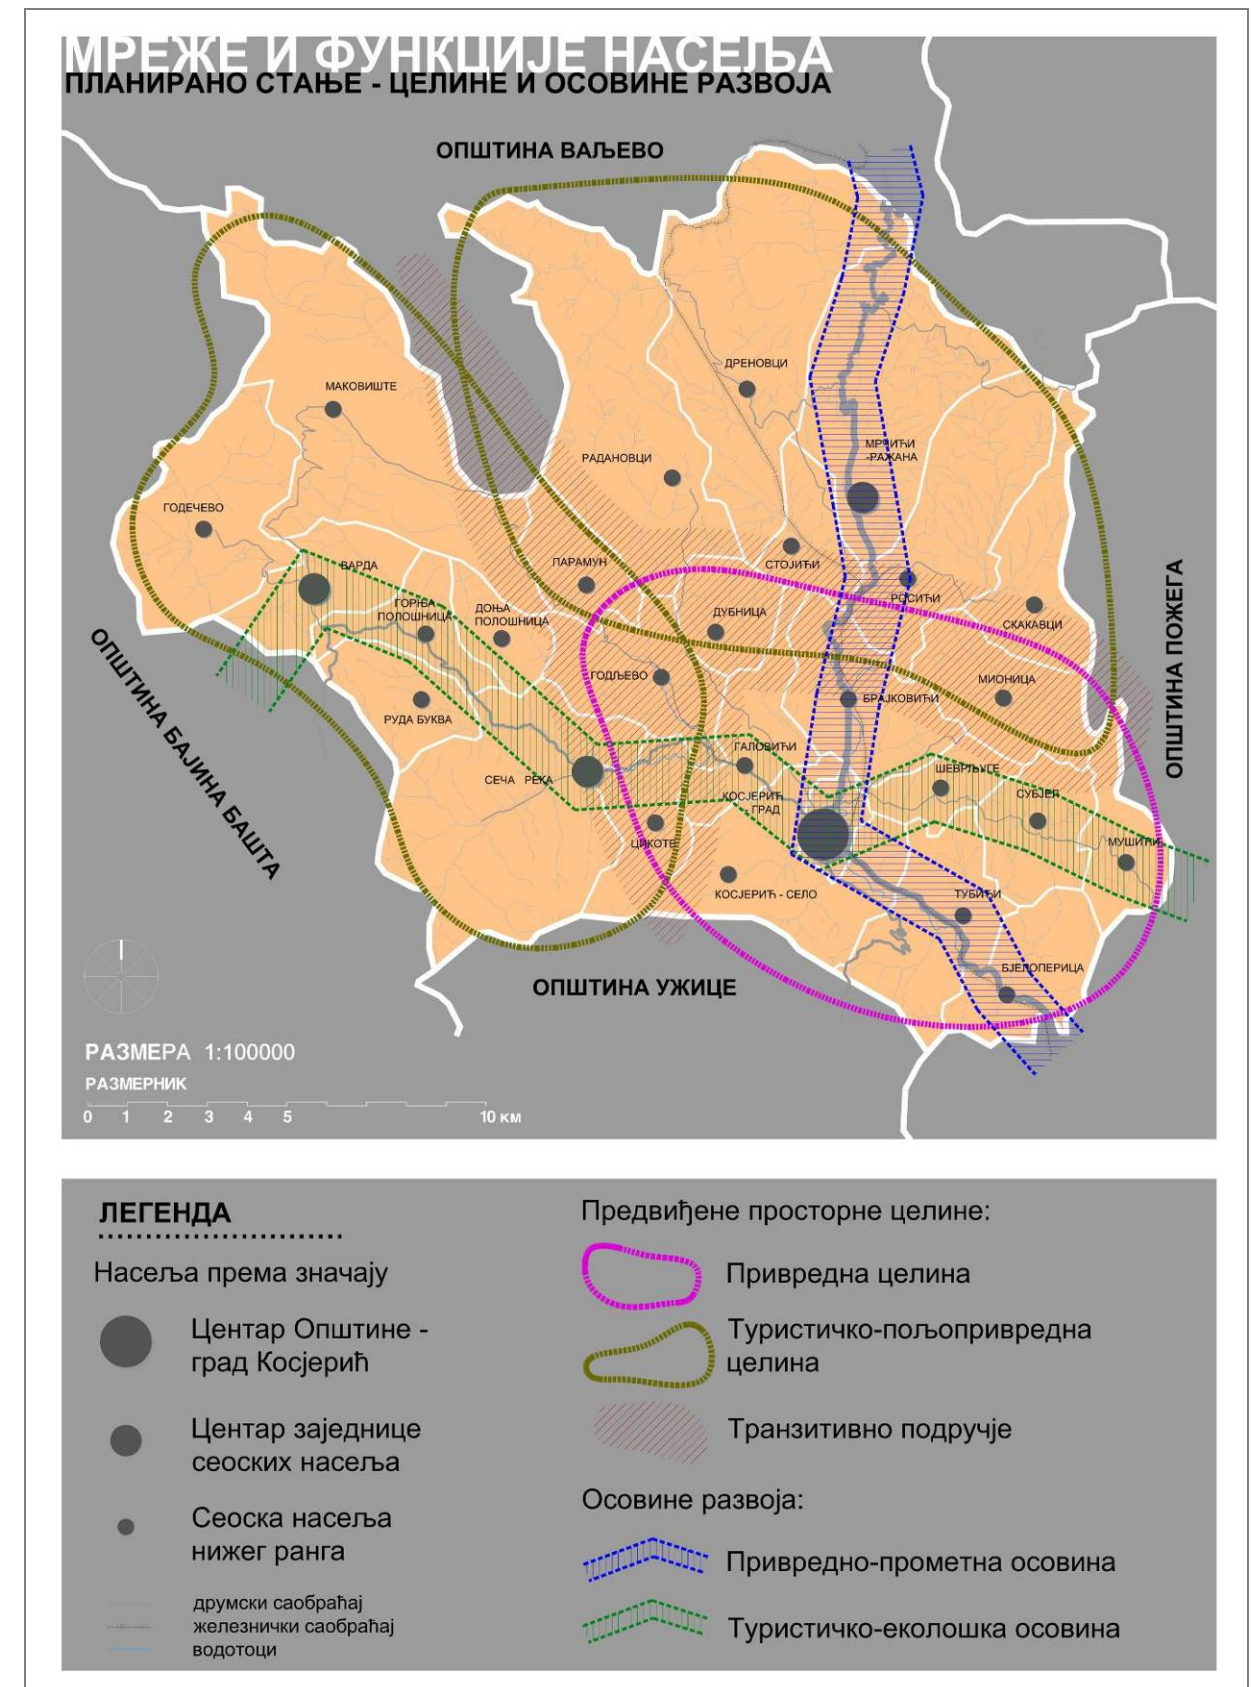 МРЕЖЕ И ФУНКЦИЈЕ НАСЕЉА
ПЛАНИРАНО СТАЊЕ - ЦЕЛИНЕ И ОСОВИНЕ РАЗВОЈА
ОПШТИНА ВАЉЕВО
ДРЕНОВЦИ
МАКОВИШТЕ
МРЧИЋИ
-РАЖАНА
РАДАНОВЦИ
ГОДЕЧЕВО
СТОЈИЋИ
ПАРАМУН
ВАРДА
РОСИЋИ
ГОРЊА
ПОЛОШНИЦА
ДОЊА
ПОЛОШНИЦА
ДУБНИЦА
СКАКАВЦИ
ОПШТИНА ПОЖЕГА
ГОДЉЕВО
МИОНИЦА
БРАЈКОВИЋИ
РУДА БУКВА
ОПШТИНА БАЈИНА БАШТА
ГАЛОВИЋИ
ШЕВРЉУГЕ
СЕЧА РЕКА
КОСЈЕРИЋ
- ГРАД
СУБЈЕЛ
ЦИКОТЕ
МУШИЋИ
КОСЈЕРИЋ - СЕЛО
ТУБИЋИ
БЈЕЛОПЕРИЦА
ОПШТИНА УЖИЦЕ
РАЗМЕРА 1:100000
РАЗМЕРНИК
0 1 2 3 4 5 10 км
ЛЕГЕНДА
Насеља према значају
Центар Општине -
град Косјерић
Центар заједнице
сеоских насеља
Сеоска насеља
нижег ранга
друмски саобраћај
железнички саобраћај
водотоци
Предвиђене просторне целине:
Привредна целина
Туристичко-пољопривредна
целина
Транзитивно подручје
Осовине развоја:
Привредно-прометна осовина
Туристичко-еколошка осовина